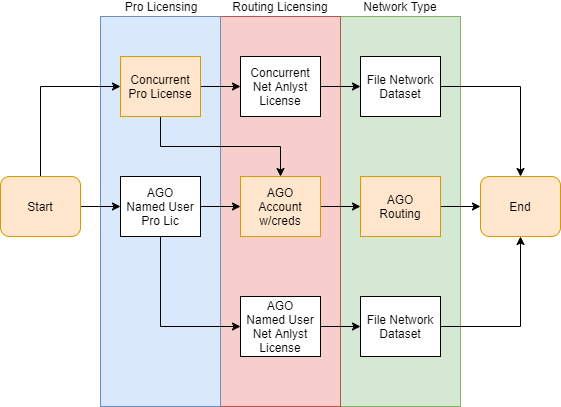 Pro Licensing
Routing Licensing
Network Type
Concurrent
Pro License
Concurrent
Net Anlyst
License
File Network
Dataset
Start
AGO
Named User
Pro Lic
AGO
Account
w/creds
AGO
Routing
End
AGO
Named User
Net Anlyst
License
File Network
Dataset